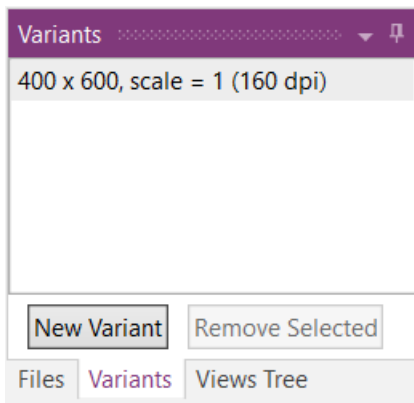 Variants
400 x 600, scale = 1 (160 dpi)
New Variant Remove Selected
Files Variants Views Tree